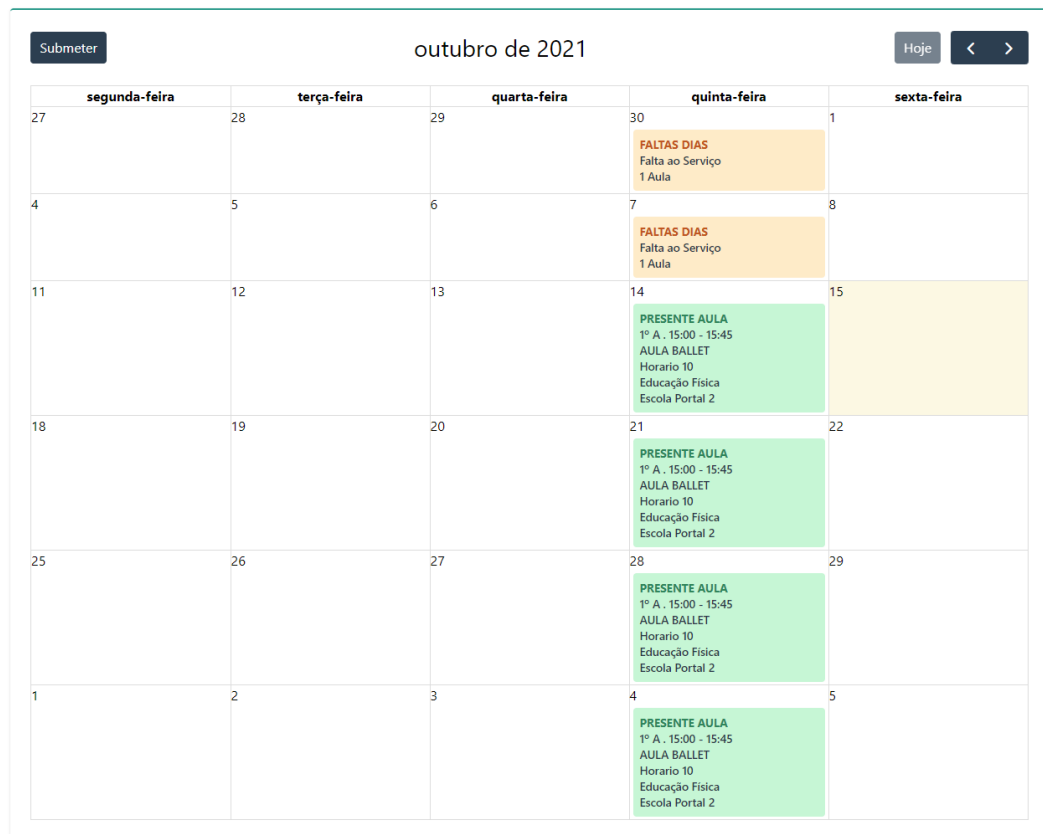 Submeter
outubro de 2021
Hoje
segunda-feira
terça-feira
quarta-feira
quinta-feira
sexta-feira
27
28
29
30
FALTAS DIAS
Falta ao Serviço
1 Aula
1
4
5
6
7
FALTAS DIAS
Falta ao Serviço
1 Aula
8
11
12
13
14
PRESENTE AULA
1º A . 15:00 - 15:45
AULA BALLET
Horario 10
Educação Física
Escola Portal 2
15
18
19
20
21
PRESENTE AULA
1º A . 15:00 - 15:45
AULA BALLET
Horario 10
Educação Física
Escola Portal 2
22
25
26
27
28
PRESENTE AULA
1º A . 15:00 - 15:45
AULA BALLET
Horario 10
Educação Física
Escola Portal 2
29
1
2
3
4
PRESENTE AULA
1º A . 15:00 - 15:45
AULA BALLET
Horario 10
Educação Física
Escola Portal 2
5